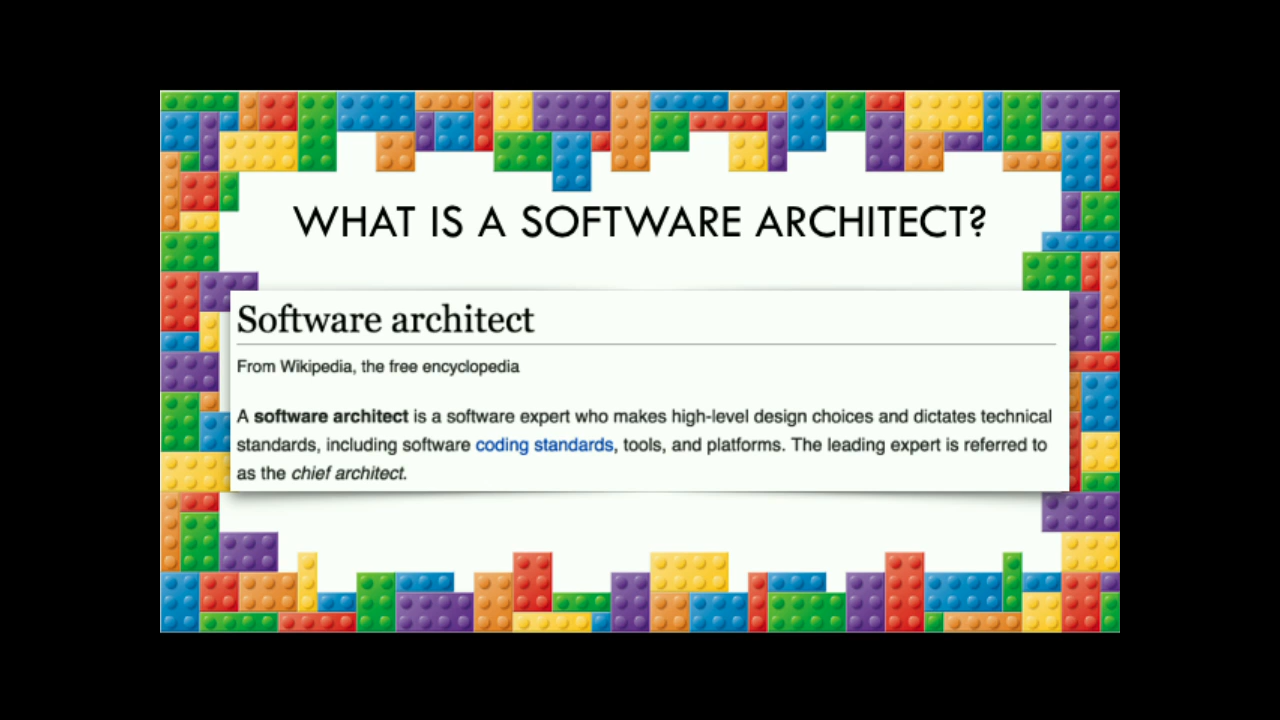 WHAT IS A SOFTWARE ARCHITECT?
Software architect
From Wikipedia, the free encyclopedia
A software architect is a software expert who makes high-level design choices and dictates technical
standards, including software coding standards, tools, and platforms. The leading expert is referred to
as the chief architect.